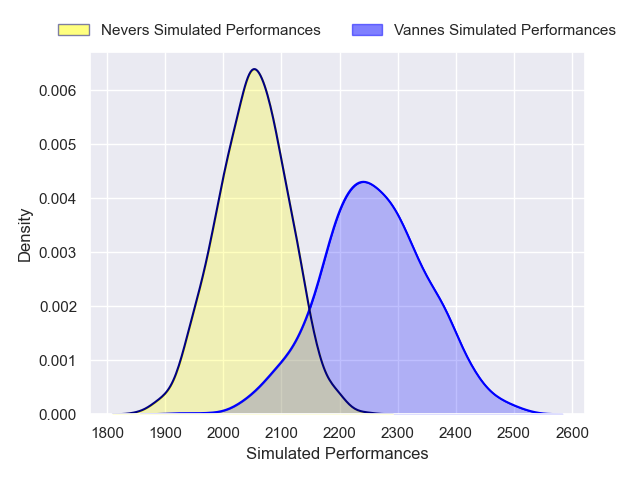 Nevers Simulated Performances Vannes Simulated Performances
0.006
0.005
0.004
0.003
0.002
0.001
0.000
Density
1800 1900 2000 2100 2200 2300 2400 2500 2600
Simulated Performances